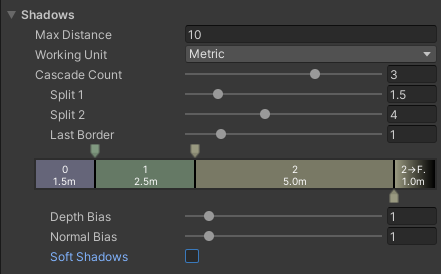 Shadows
Max Distance 10
Working Unit Metric
Cascade Count 3
Split 1 1.5
Split 2 4
Last Border 1
0 1 2 2→F.
1.5m 2.5m 5.0m 1.0m
Depth Bias 1
Normal Bias 1
Soft Shadows